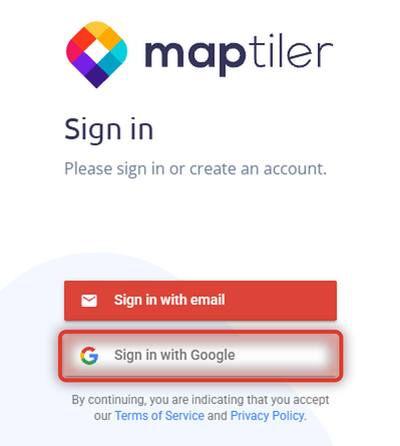 maptiler
Sign in
Please sign in or create an account.
Sign in with email
Sign in with Google
By continuing, you are indicating that you accept
our Terms of Service and Privacy Policy.